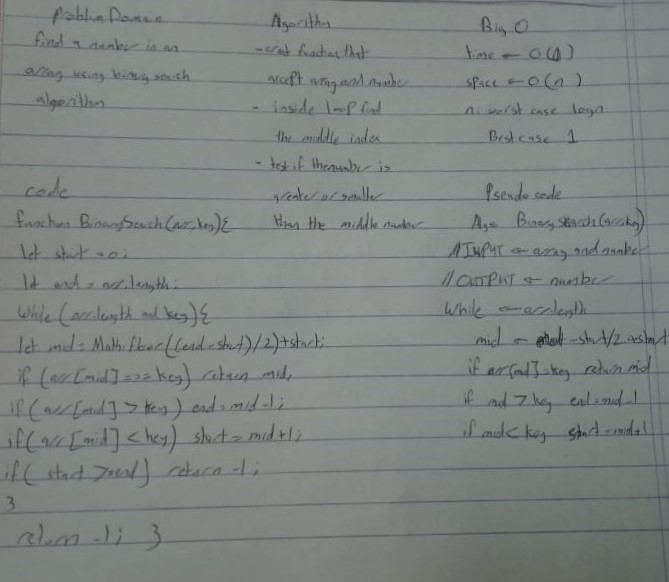 Problem Domain
find a number in an
array using binary search
algorithm
Agorithm
- creat function that
accept array and number
- inside loop find
the middle index
- test if the number is
greater or smaller
than the middle number
Big O
time ← O(n)
space ← O(n)
n: worst case logn
Best case 1
code
function BinarySearch(arr,key){
let start = 0;
let end = arr.length;
While (arr.length and key){
let mid = Math.floor((end-start)/2)+start;
if (arr[mid] === key) return mid,
if (arr[mid] > key) end = mid-1;
if (arr[mid] < key) start = mid+1;
if ( start > end) return -1;
}
return -1; }
Pseudo code
Algo BinarySearch(arr,key)
//INPUT ← array and number
//OUTPUT ← number
While ← arr.length
mid ← end - start/2 + start
if arr[mid] = key return mid
if mid > key end = mid-1
if mid < key start = mid+1